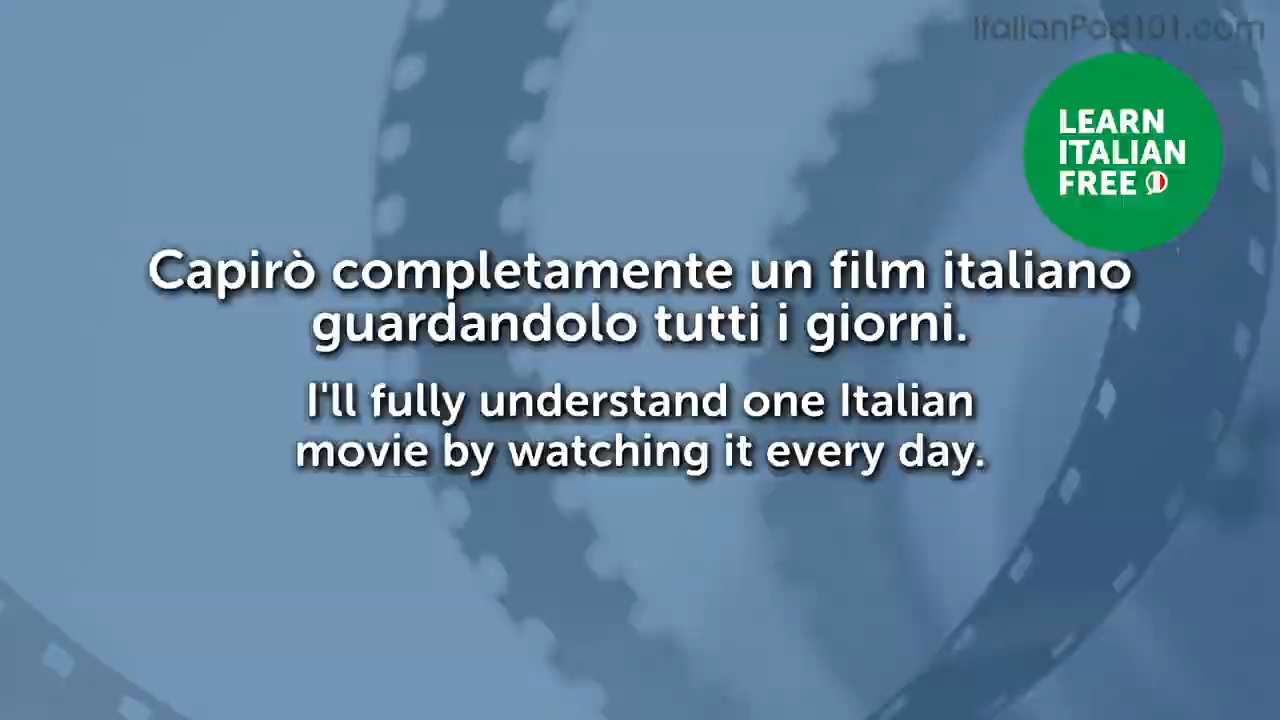 ItalianPod101.com
LEARN
ITALIAN
FREE
Capirò completamente un film italiano
guardandolo tutti i giorni.
I'll fully understand one Italian
movie by watching it every day.